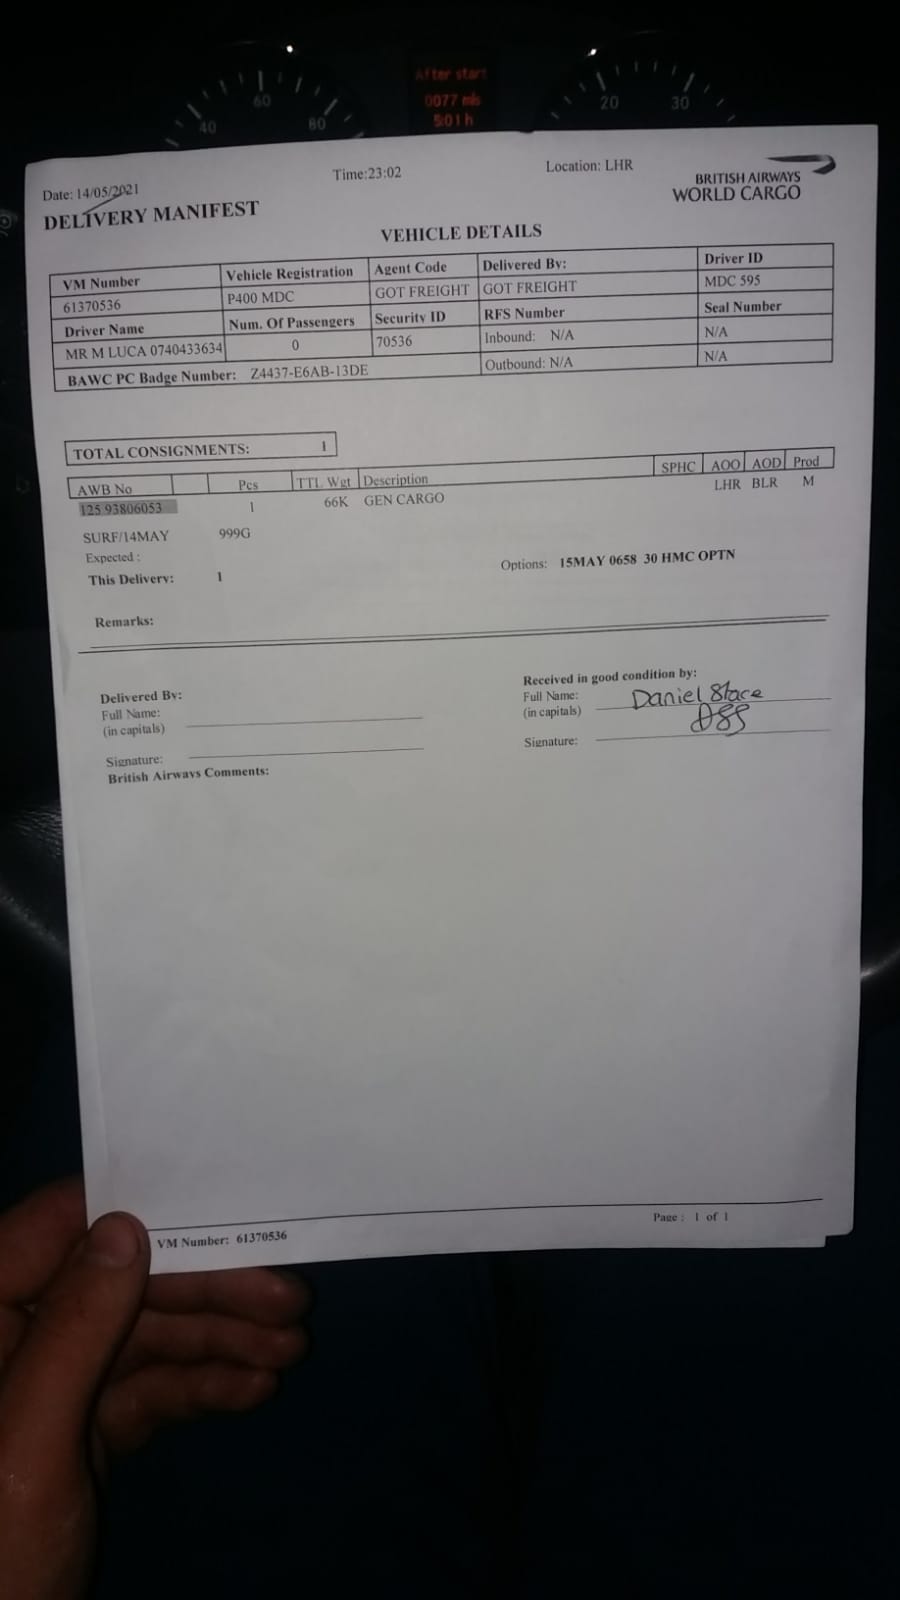 After start
0077 mls
5:01 h
40 60 80
20 30
Date: 14/05/2021 Time:23:02 Location: LHR
BRITISH AIRWAYS
WORLD CARGO
DELIVERY MANIFEST
VEHICLE DETAILS
VM Number Vehicle Registration Agent Code Delivered By: Driver ID
61370536 P400 MDC GOT FREIGHT GOT FREIGHT MDC 595
Driver Name Num. Of Passengers Security ID RFS Number Seal Number
MR M LUCA 0740433634 0 70536 Inbound: N/A N/A
BAWC PC Badge Number: Z4437-E6AB-13DE Outbound: N/A N/A
TOTAL CONSIGNMENTS: 1
AWB No Pcs TTL Wgt Description SPHC AOO AOD Prod
125 93806053 1 66K GEN CARGO LHR BLR M
SURF/14MAY 999G
Expected :
This Delivery: 1 Options: 15MAY 0658 30 HMC OPTN
Remarks:
Delivered By: Received in good condition by:
Full Name: Full Name: Daniel Stace
(in capitals) (in capitals)
Signature: Signature:
British Airways Comments:
VM Number: 61370536 Page : 1 of 1